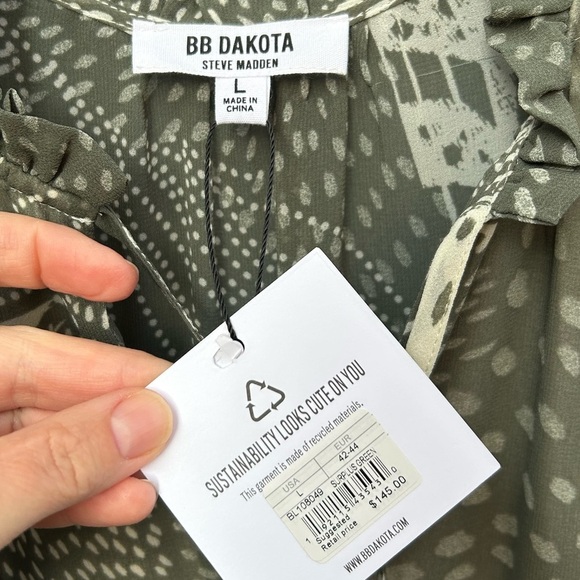 BB DAKOTA
STEVE MADDEN
L
MADE IN
CHINA
SUSTAINABILITY LOOKS CUTE ON YOU
This garment is made of recycled materials.
USA
EUR
L
42-44
BL108049
SURPLUS GREEN
Suggested
Retail price
$145.00
WWW.BBDAKOTA.COM